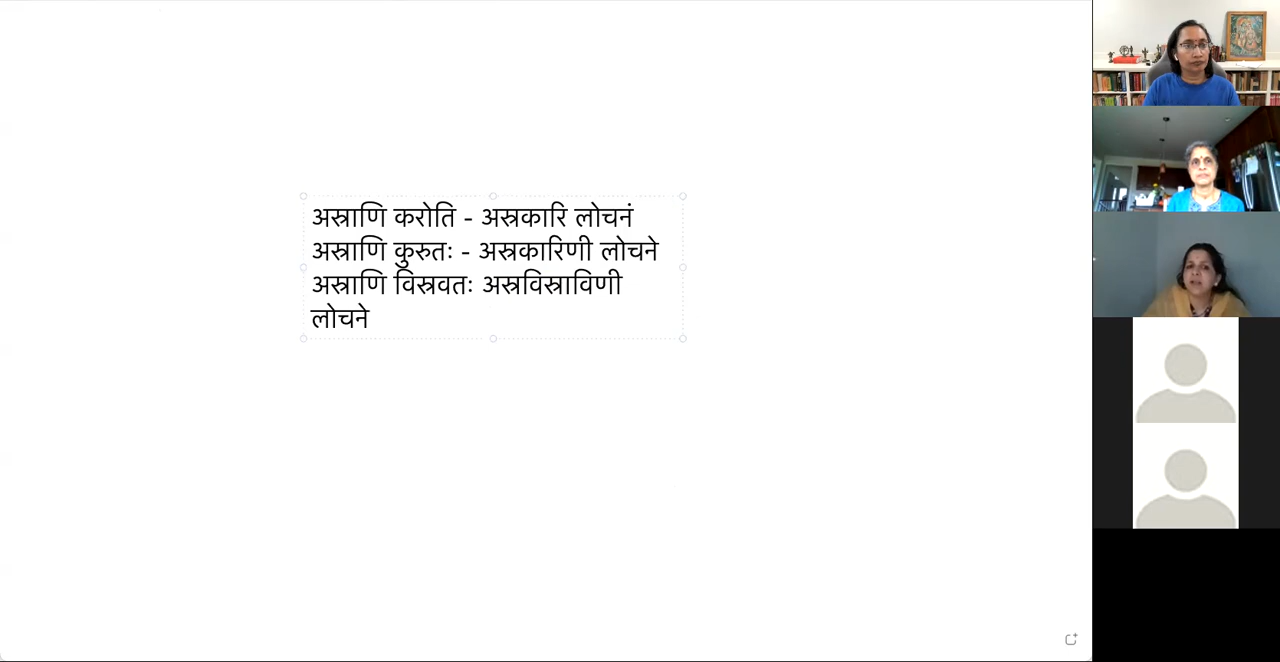 अस्राणि करोति - अस्रकारि लोचनं
अस्राणि कुरुतः - अस्रकारिणी लोचने
अस्राणि विस्रवतः अस्रविस्राविणी
लोचने